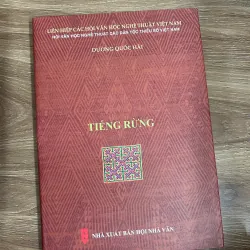 LIÊN HIỆP CÁC HỘI VĂN HỌC NGHỆ THUẬT VIỆT NAM
HỘI VĂN HỌC NGHỆ THUẬT CÁC DÂN TỘC THIỂU SỐ VIỆT NAM
DƯƠNG QUỐC HẢI
TIẾNG RỪNG
NHÀ XUẤT BẢN HỘI NHÀ VĂN